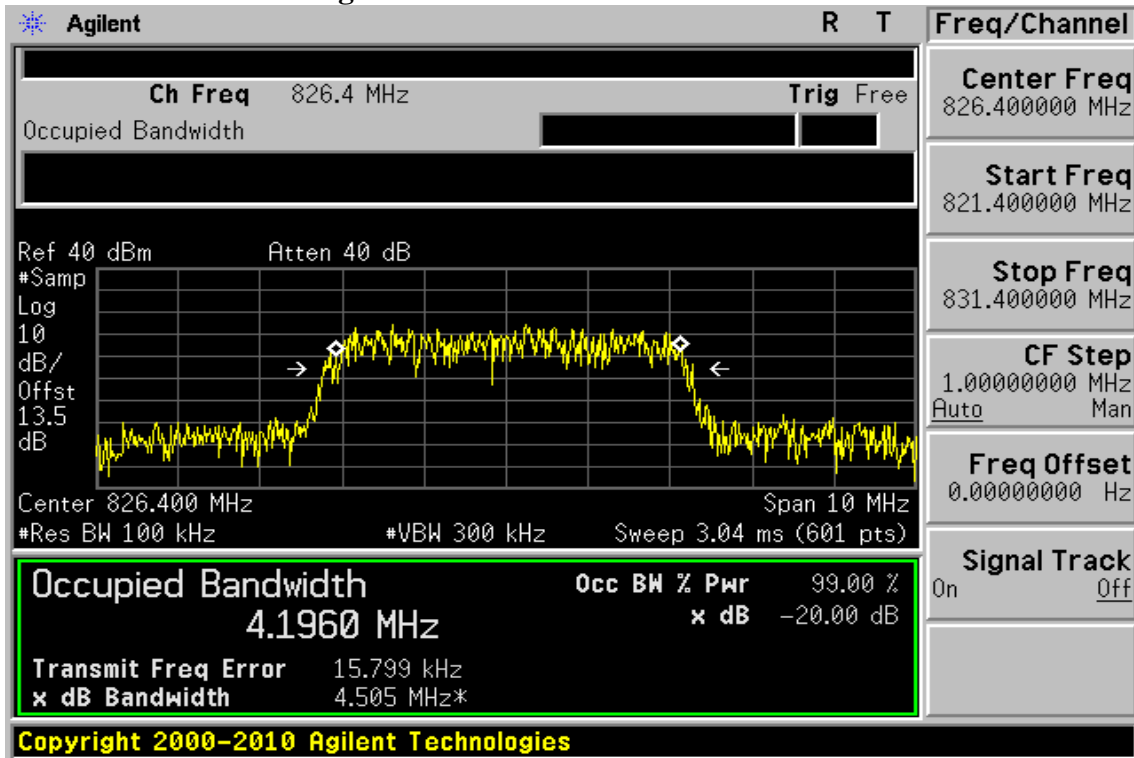 Agilent R T
Ch Freq 826.4 MHz Trig Free
Occupied Bandwidth
Ref 40 dBm Atten 40 dB
#Samp
Log
10
dB/
Offst
13.5
dB
Center 826.400 MHz Span 10 MHz
#Res BW 100 kHz #VBW 300 kHz Sweep 3.04 ms (601 pts)
Occupied Bandwidth Occ BW % Pwr 99.00 %
4.1960 MHz x dB -20.00 dB
Transmit Freq Error 15.799 kHz
x dB Bandwidth 4.505 MHz*
Copyright 2000-2010 Agilent Technologies
Freq/Channel
Center Freq
826.400000 MHz
Start Freq
821.400000 MHz
Stop Freq
831.400000 MHz
CF Step
1.00000000 MHz
Auto Man
Freq Offset
0.00000000 Hz
Signal Track
On Off